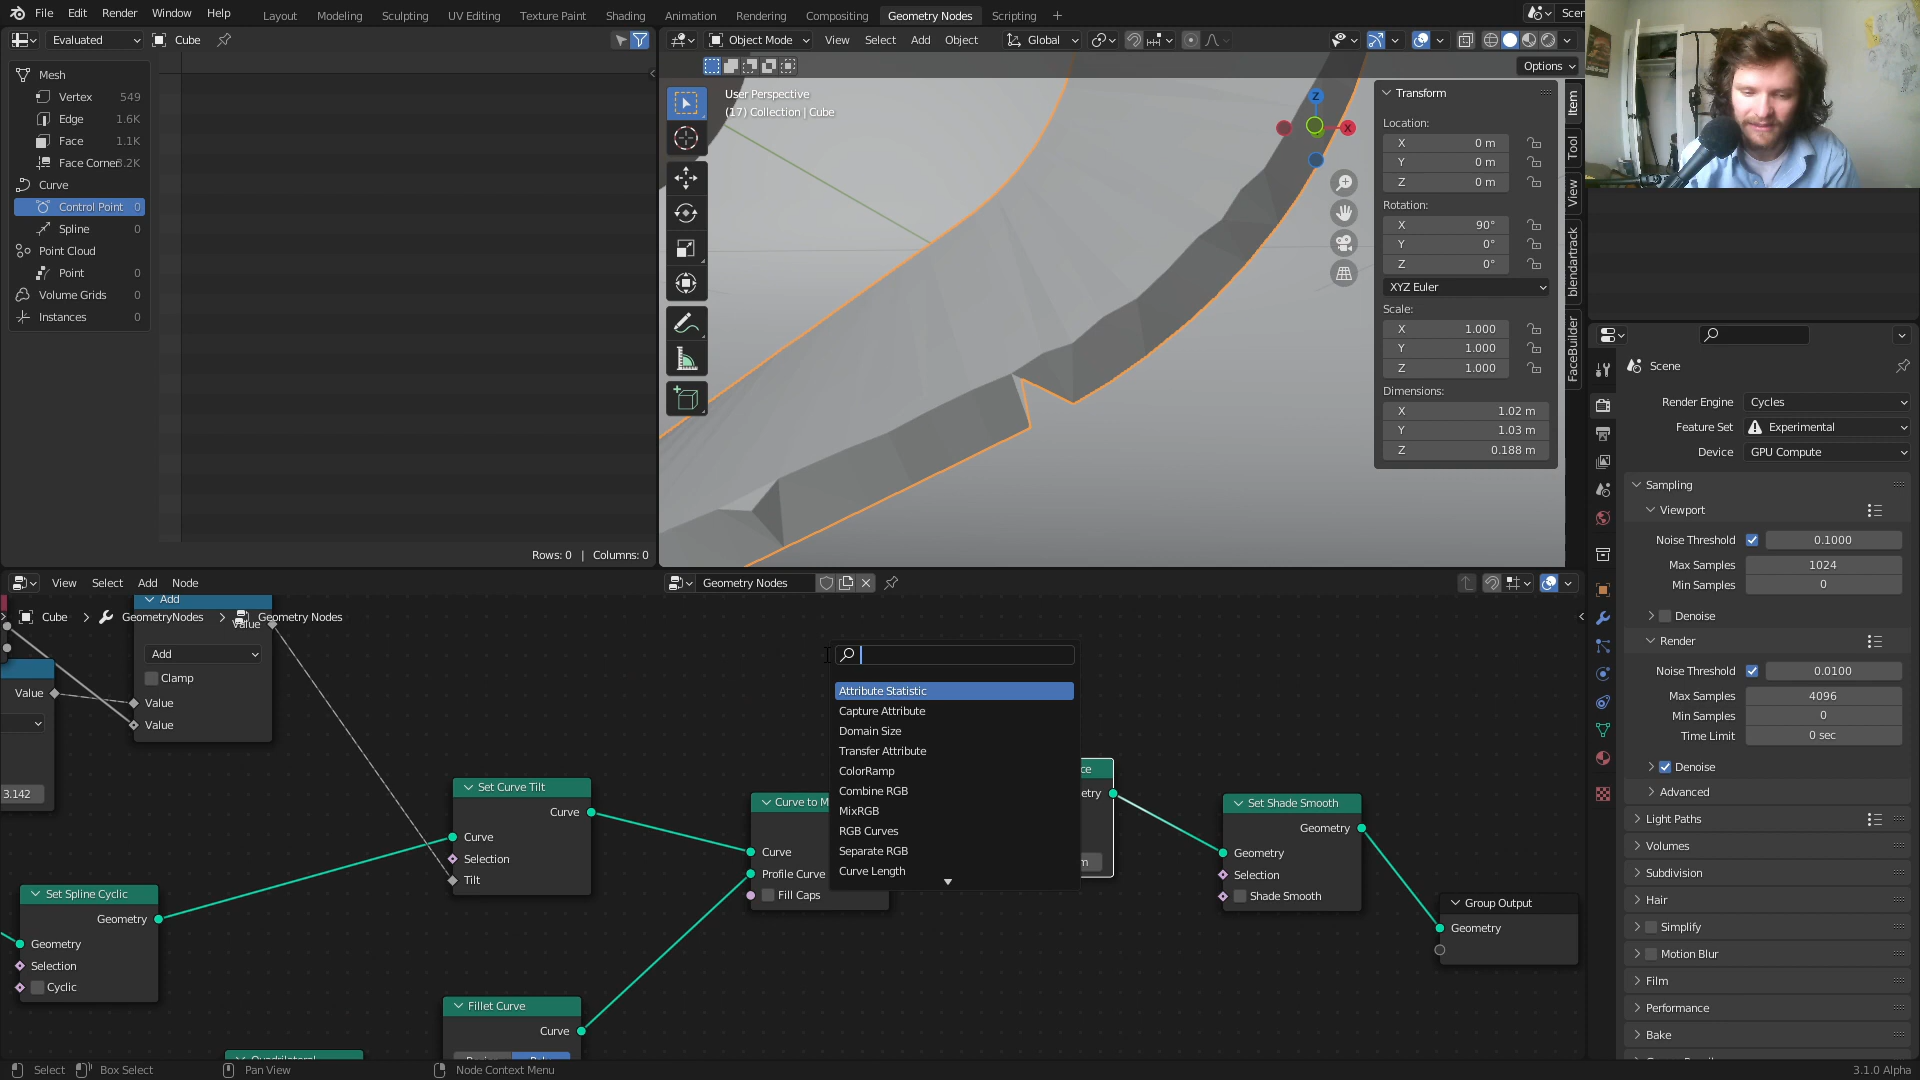 File Edit Render Window Help Layout Modeling Sculpting UV Editing Texture Paint Shading Animation Rendering Compositing Geometry Nodes Scripting +
Evaluated Cube
Object Mode View Select Add Object Global
Options
Mesh
Vertex 549
Edge 1.6K
Face 1.1K
Face Corner 3.2K
Curve
Control Point 0
Spline 0
Point Cloud
Point 0
Volume Grids 0
Instances 0
Rows: 0 | Columns: 0
User Perspective
(17) Collection | Cube
Z
X
Transform
Location:
X 0 m
Y 0 m
Z 0 m
Rotation:
X 90°
Y 0°
Z 0°
XYZ Euler
Scale:
X 1.000
Y 1.000
Z 1.000
Dimensions:
X 1.02 m
Y 1.03 m
Z 0.188 m
Item
Tool
View
blendartrack
FaceBuilder
Scene
Render Engine Cycles
Feature Set Experimental
Device GPU Compute
Sampling
Viewport
Noise Threshold 0.1000
Max Samples 1024
Min Samples 0
Denoise
Render
Noise Threshold 0.0100
Max Samples 4096
Min Samples 0
Time Limit 0 sec
Denoise
Advanced
Light Paths
Volumes
Subdivision
Hair
Simplify
Motion Blur
Film
Performance
Bake
View Select Add Node
Geometry Nodes
Cube GeometryNodes Geometry Nodes
Add
Value
Add
Clamp
Value
Value
Value
3.142
Set Spline Cyclic
Geometry
Geometry
Selection
Cyclic
Set Curve Tilt
Curve
Curve
Selection
Tilt
Fillet Curve
Curve
Curve to M
Curve
Profile Curve
Fill Caps
Attribute Statistic
Capture Attribute
Domain Size
Transfer Attribute
ColorRamp
Combine RGB
MixRGB
RGB Curves
Separate RGB
Curve Length
Set Shade Smooth
Geometry
Geometry
Selection
Shade Smooth
Group Output
Geometry
Select Box Select Pan View Node Context Menu
3.1.0 Alpha